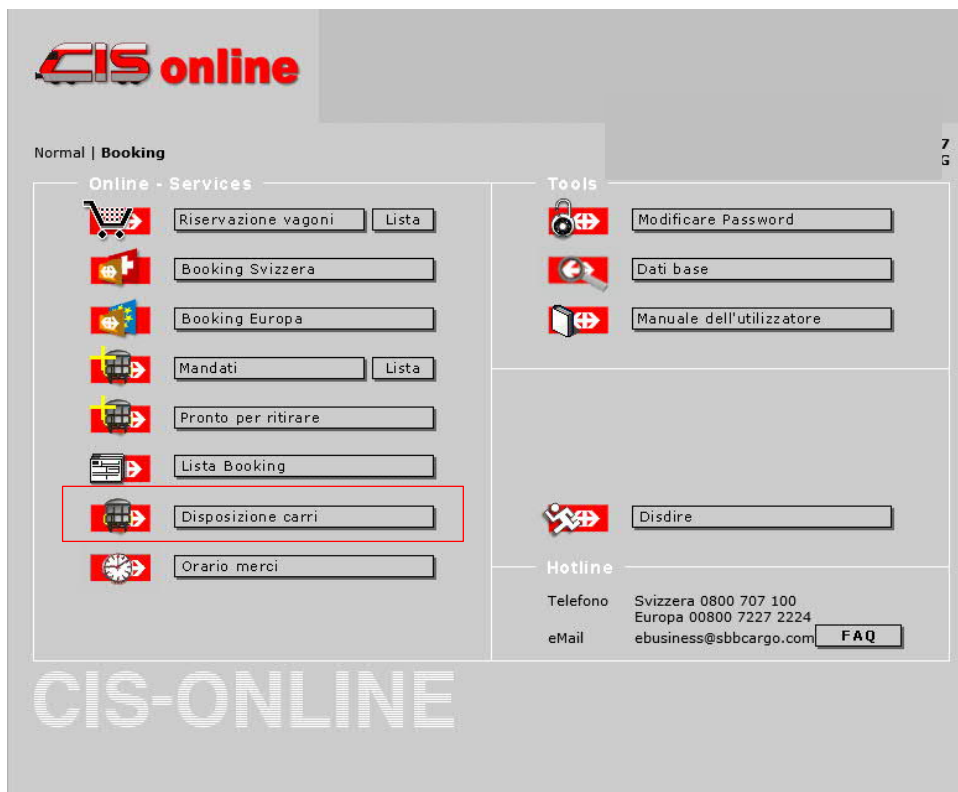 CIS online
7
Normal | Booking
G
Online - Services
Riservazione vagoni
Lista
Booking Svizzera
Booking Europa
Mandati
Lista
Pronto per ritirare
Lista Booking
Disposizione carri
Orario merci
Tools
Modificare Password
Dati base
Manuale dell'utilizzatore
Disdire
Hotline
Telefono Svizzera 0800 707 100
Europa 00800 7227 2224
eMail ebusiness@sbbcargo.com
FAQ
CIS-ONLINE